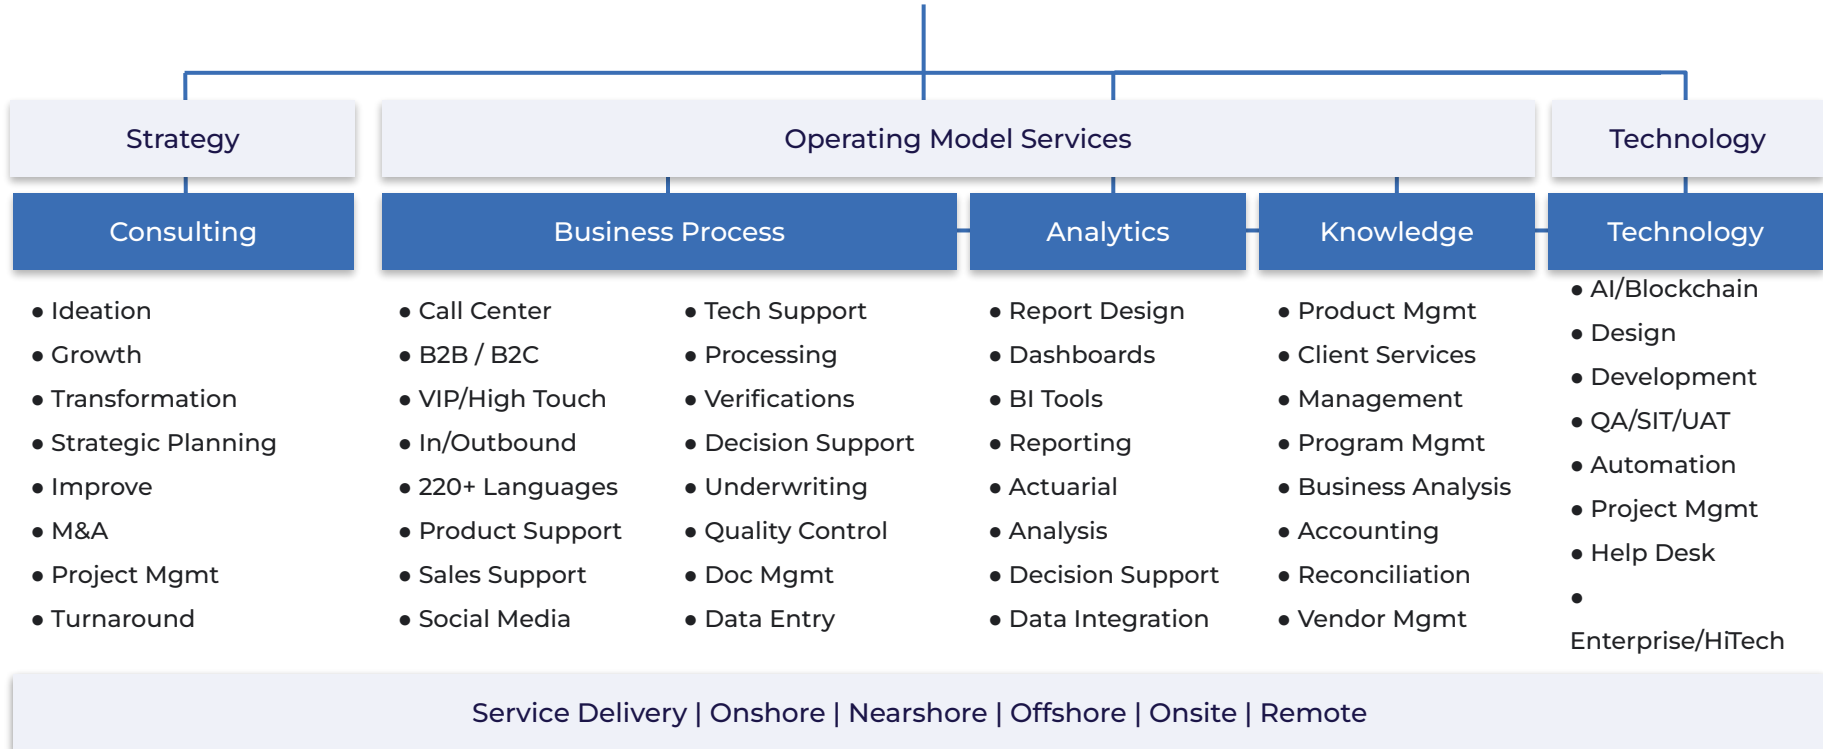 Strategy
Operating Model Services
Technology
Consulting
Business Process
Analytics
Knowledge
Technology
● Ideation
● Growth
● Transformation
● Strategic Planning
● Improve
● M&A
● Project Mgmt
● Turnaround
● Call Center
● B2B / B2C
● VIP/High Touch
● In/Outbound
● 220+ Languages
● Product Support
● Sales Support
● Social Media
● Tech Support
● Processing
● Verifications
● Decision Support
● Underwriting
● Quality Control
● Doc Mgmt
● Data Entry
● Report Design
● Dashboards
● BI Tools
● Reporting
● Actuarial
● Analysis
● Decision Support
● Data Integration
● Product Mgmt
● Client Services
● Management
● Program Mgmt
● Business Analysis
● Accounting
● Reconciliation
● Vendor Mgmt
● AI/Blockchain
● Design
● Development
● QA/SIT/UAT
● Automation
● Project Mgmt
● Help Desk
●
Enterprise/HiTech
Service Delivery | Onshore | Nearshore | Offshore | Onsite | Remote